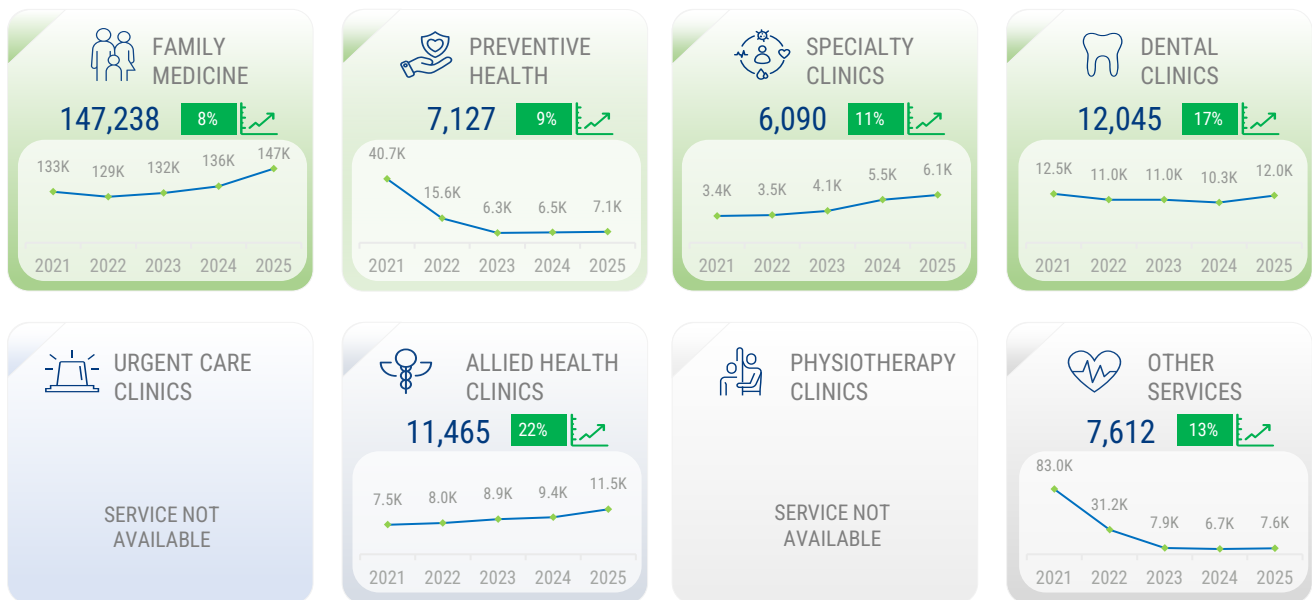 FAMILY
MEDICINE
147,238
8%
133K
129K
132K
136K
147K
2021 2022 2023 2024 2025
PREVENTIVE
HEALTH
7,127
9%
40.7K
15.6K
6.3K
6.5K
7.1K
2021 2022 2023 2024 2025
SPECIALTY
CLINICS
6,090
11%
3.4K
3.5K
4.1K
5.5K
6.1K
2021 2022 2023 2024 2025
DENTAL
CLINICS
12,045
17%
12.5K
11.0K
11.0K
10.3K
12.0K
2021 2022 2023 2024 2025
URGENT CARE
CLINICS
SERVICE NOT
AVAILABLE
ALLIED HEALTH
CLINICS
11,465
22%
7.5K
8.0K
8.9K
9.4K
11.5K
2021 2022 2023 2024 2025
PHYSIOTHERAPY
CLINICS
SERVICE NOT
AVAILABLE
OTHER
SERVICES
7,612
13%
83.0K
31.2K
7.9K
6.7K
7.6K
2021 2022 2023 2024 2025